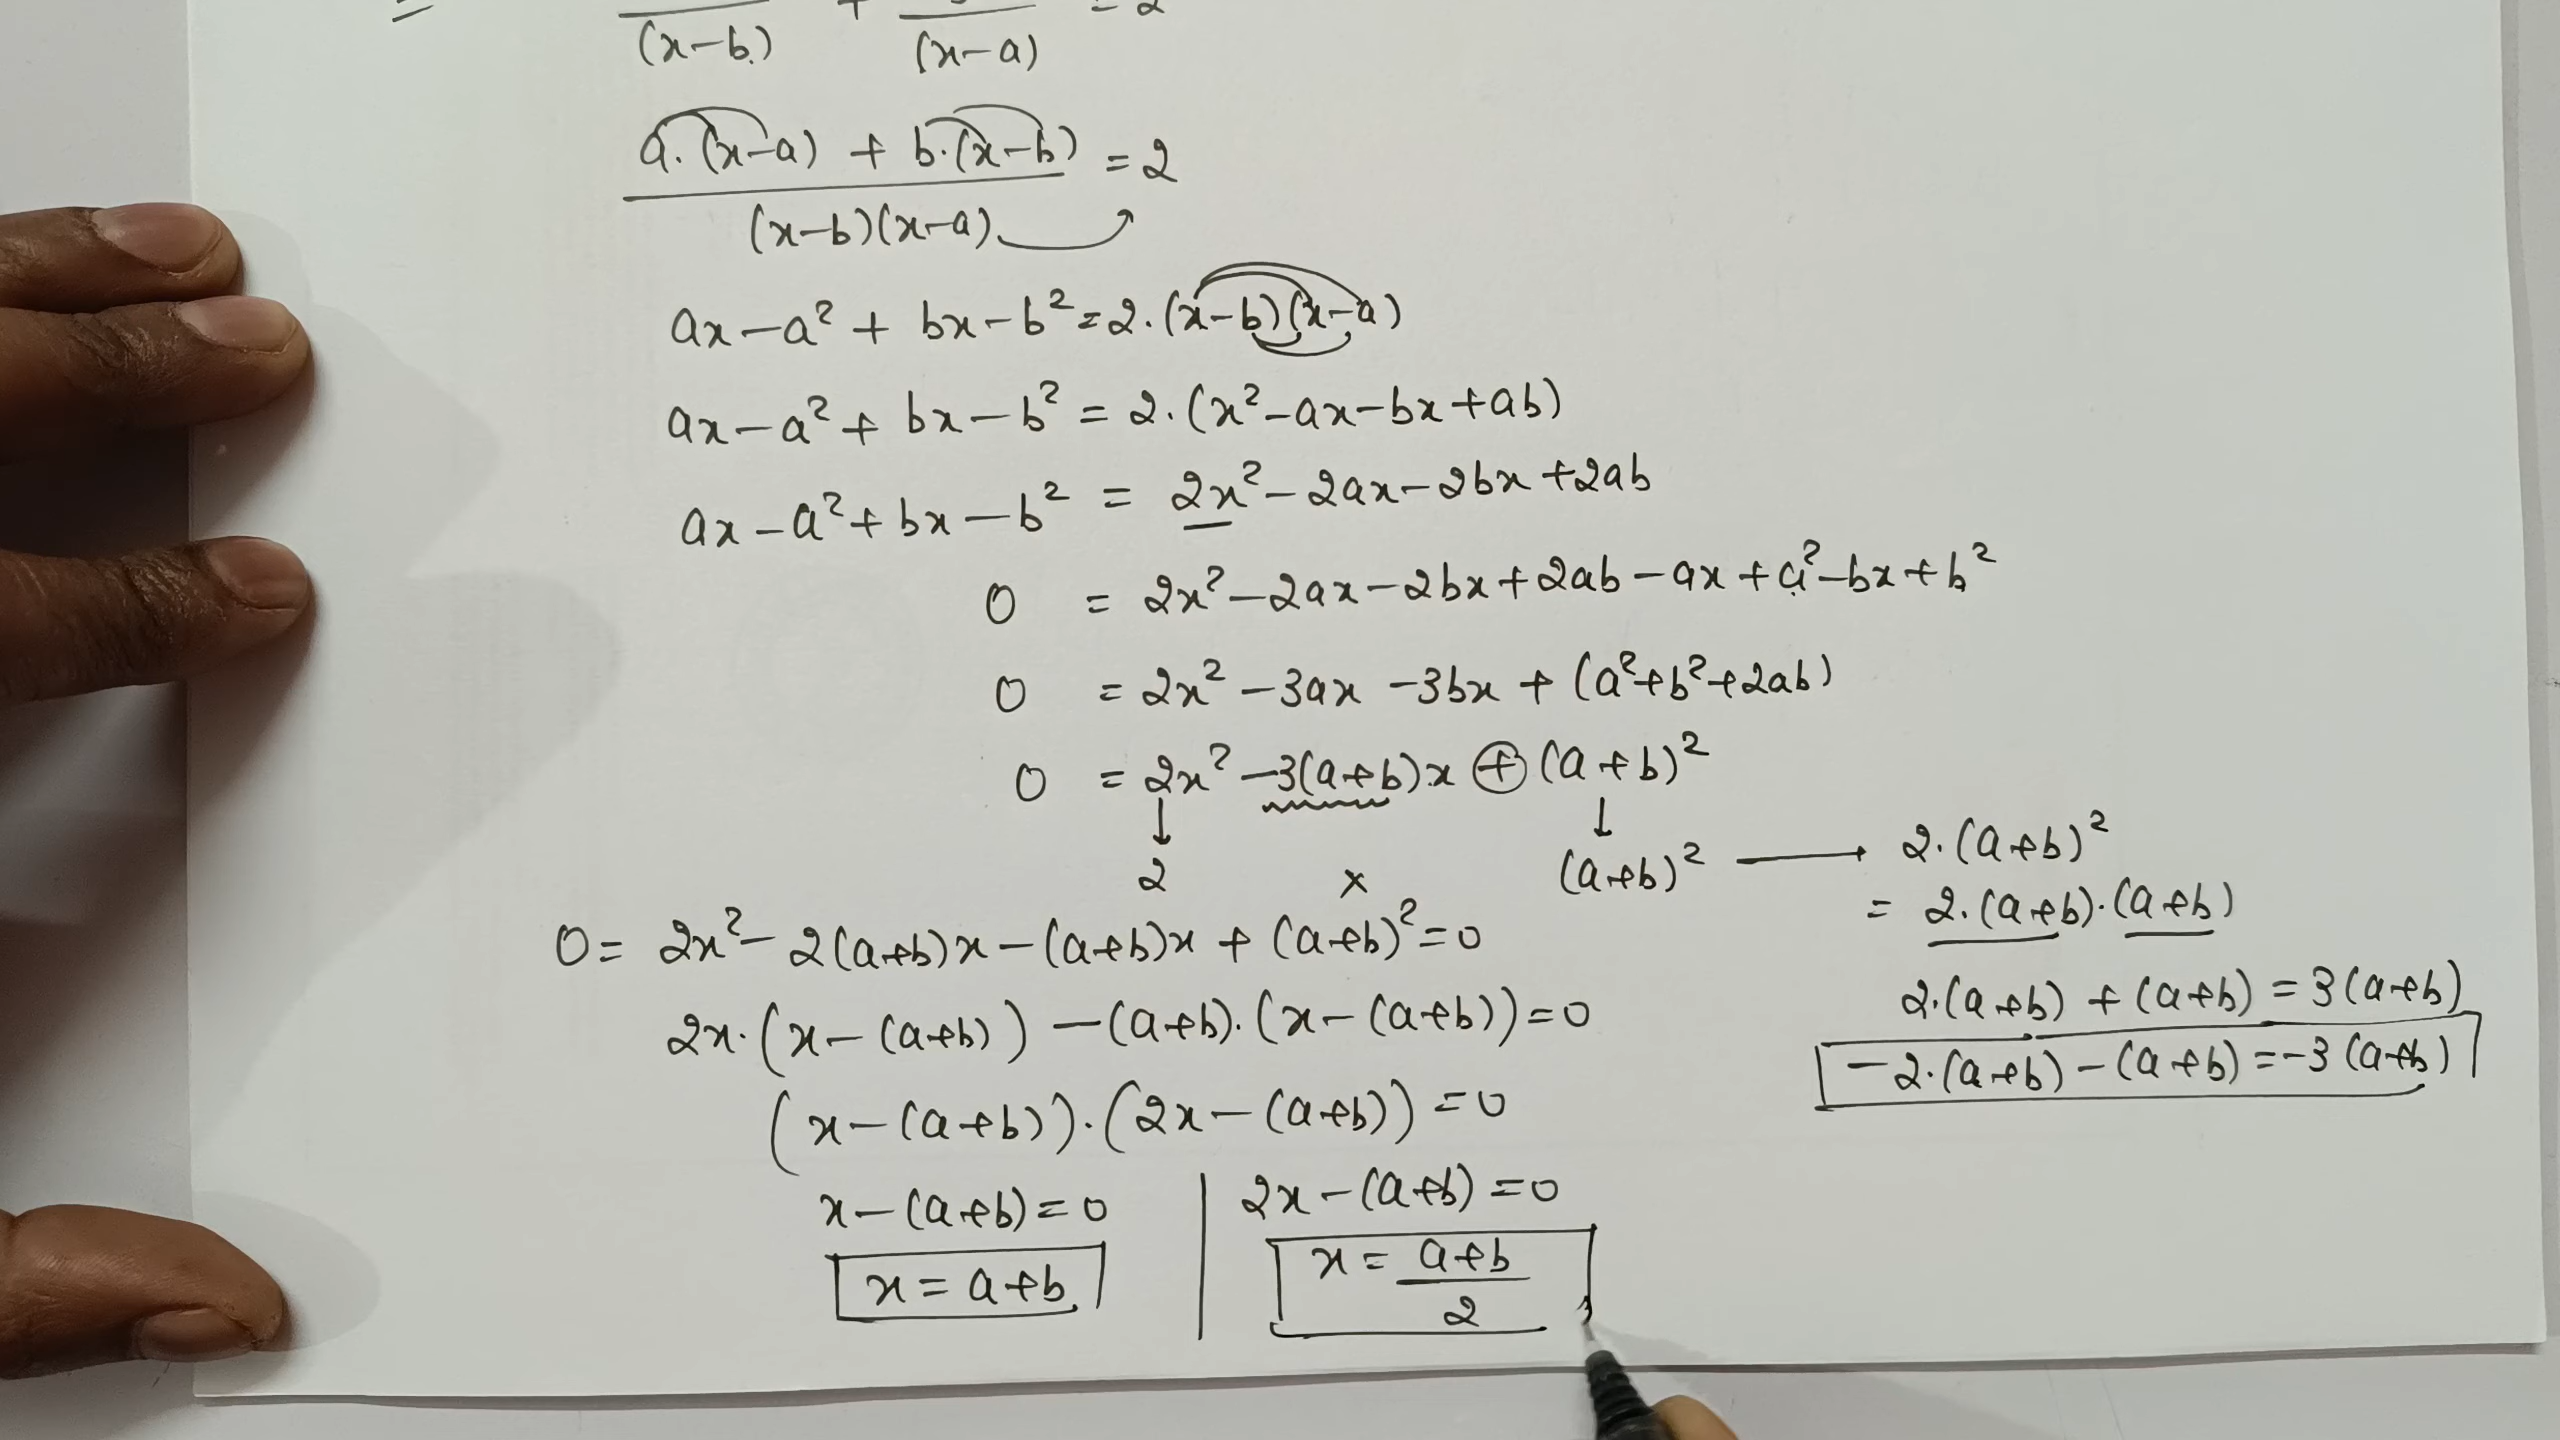 (x-b) (x-a)
a.(x-a) + b.(x-b) = 2
(x-b)(x-a)
ax-a²+ bx-b²=2.(x-b)(x-a)
ax-a²+ bx-b² = 2.(x²-ax-bx+ab)
ax-a²+bx-b² = 2x²-2ax-2bx+2ab
0 = 2x²-2ax-2bx+2ab-ax+a²-bx+b²
0 = 2x²-3ax-3bx+(a²+b²+2ab)
0 = 2x²-3(a+b)x+(a+b)²
2 x (a+b)² → 2.(a+b)²
= 2.(a+b).(a+b)
2.(a+b)+(a+b)=3(a+b)
-2.(a+b)-(a+b)=-3(a+b)
0= 2x²-2(a+b)x-(a+b)x+(a+b)²=0
2x.(x-(a+b))-(a+b).(x-(a+b))=0
(x-(a+b)).(2x-(a+b))=0
x-(a+b)=0 | 2x-(a+b)=0
x=a+b
x= a+b
2